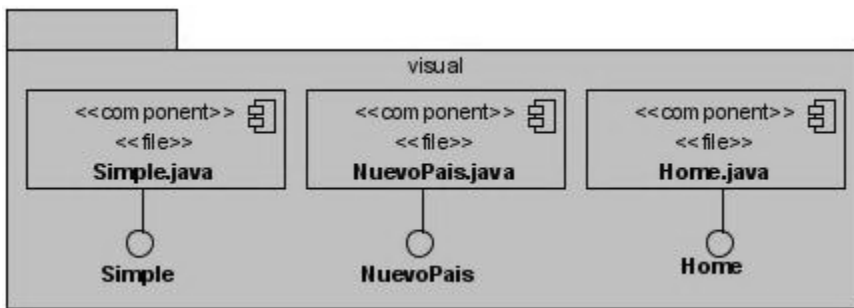 visual
<<component>>
<<file>>
Simple.java
<<component>>
<<file>>
NuevoPais.java
<<component>>
<<file>>
Home.java
Simple
NuevoPais
Home